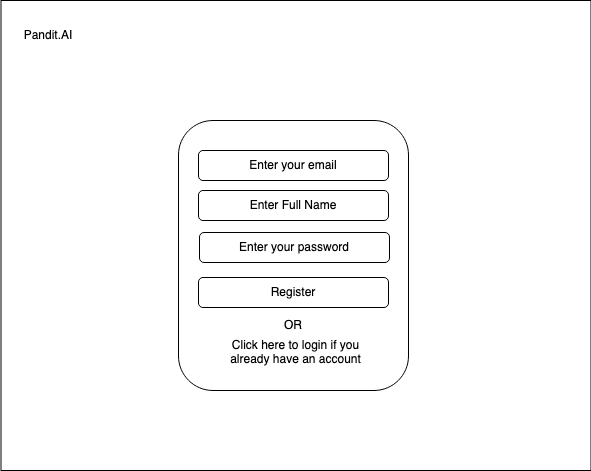 Pandit.AI
Enter your email
Enter Full Name
Enter your password
Register
OR
Click here to login if you
already have an account